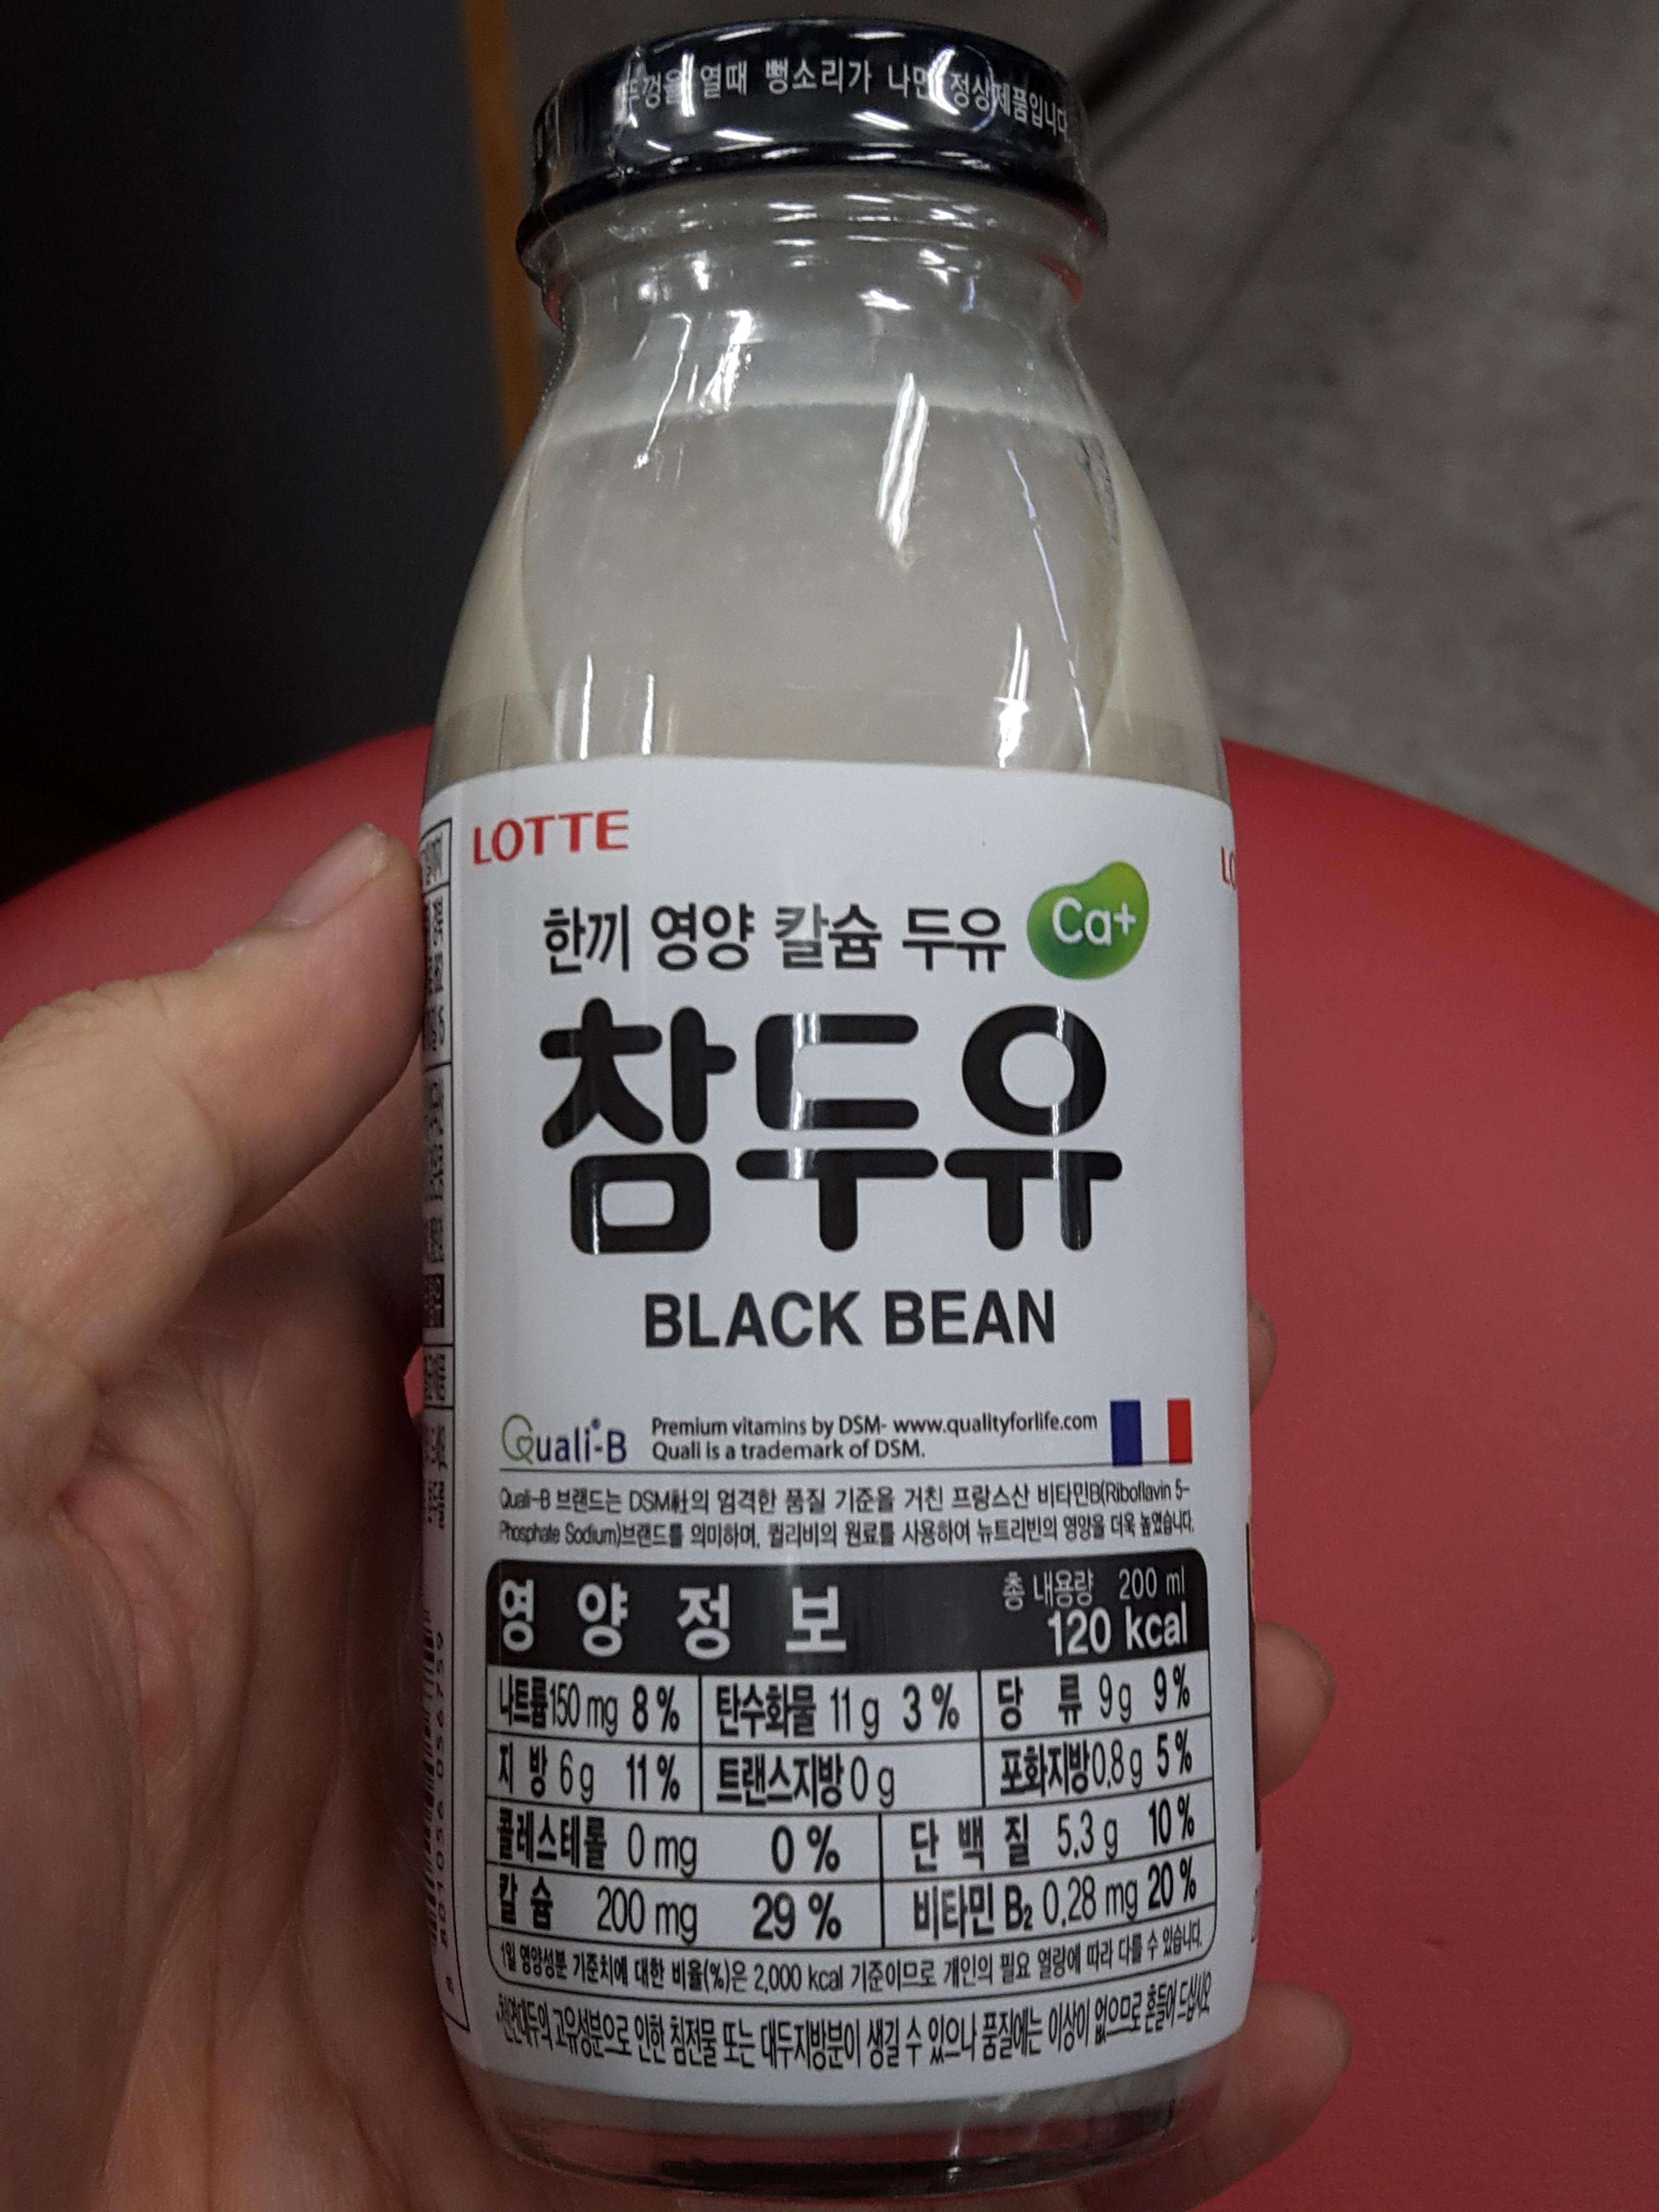 뚜껑을 열때 뻥소리가 나면 정상제품입니다
LOTTE
한끼 영양 칼슘 두유 Ca+
참두유
BLACK BEAN
Quali®-B Premium vitamins by DSM- www.qualityforlife.com
Quali is a trademark of DSM.
Quali-B 브랜드는 DSM社의 엄격한 품질 기준을 거친 프랑스산 비타민B(Riboflavin 5-
Phosphate Sodium)브랜드를 의미하며, 퀄리비의 원료를 사용하여 뉴트리빈의 영양을 더욱 높였습니다.
영양정보 총 내용량 200 ml
120 kcal
나트륨 150 mg 8 % 탄수화물 11 g 3 % 당류 9 g 9 %
지방 6 g 11 % 트랜스지방 0 g 포화지방 0.8 g 5 %
콜레스테롤 0 mg 0 % 단백질 5.3 g 10 %
칼슘 200 mg 29 % 비타민 B₂ 0.28 mg 20 %
1일 영양성분 기준치에 대한 비율(%)은 2,000 kcal 기준이므로 개인의 필요 열량에 따라 다를 수 있습니다.
천연대두의 고유성분으로 인한 침전물 또는 대두지방분이 생길 수 있으나 품질에는 이상이 없으므로 흔들어 드십시오